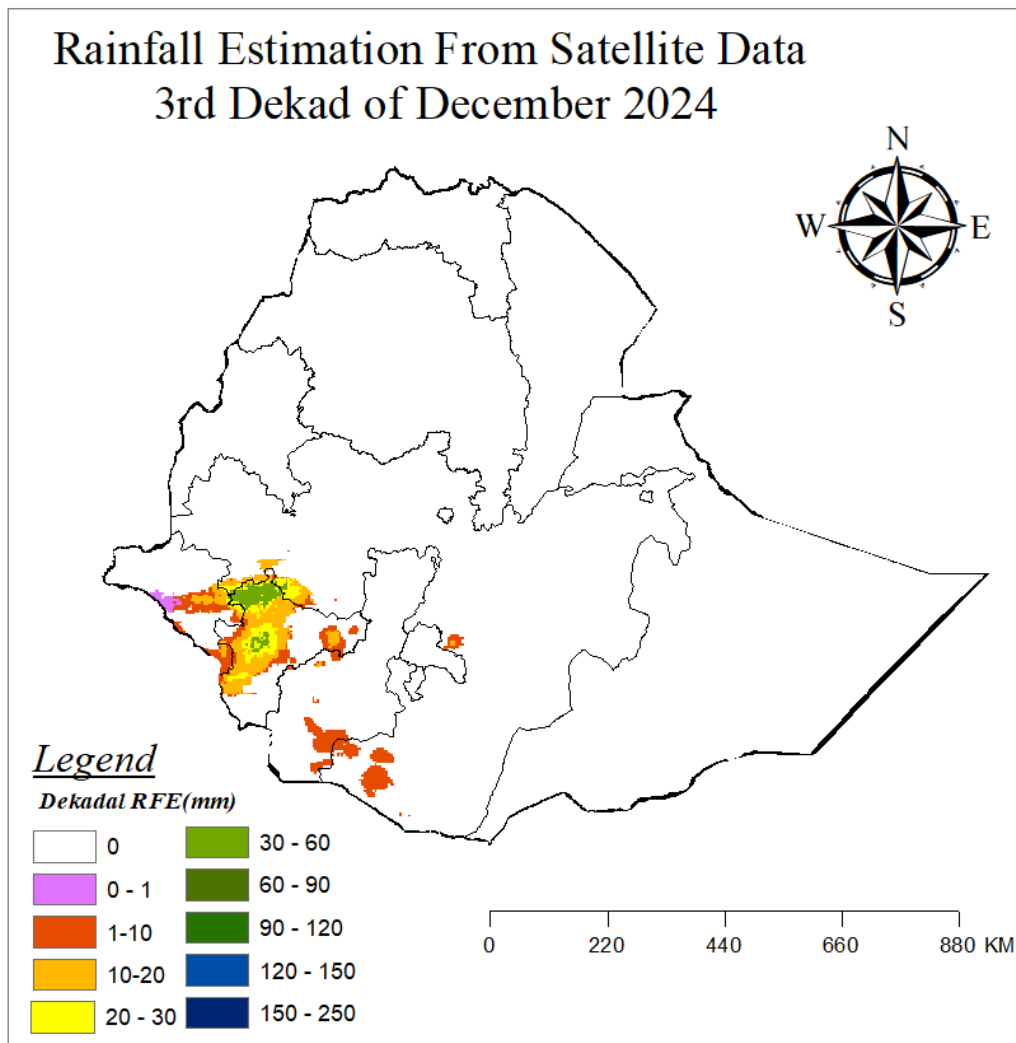 Rainfall Estimation From Satellite Data
3rd Dekad of December 2024
N
W
E
S
Legend
Dekadal RFE(mm)
0
0 - 1
1-10
10-20
20 - 30
30 - 60
60 - 90
90 - 120
120 - 150
150 - 250
0 220 440 660 880 KM